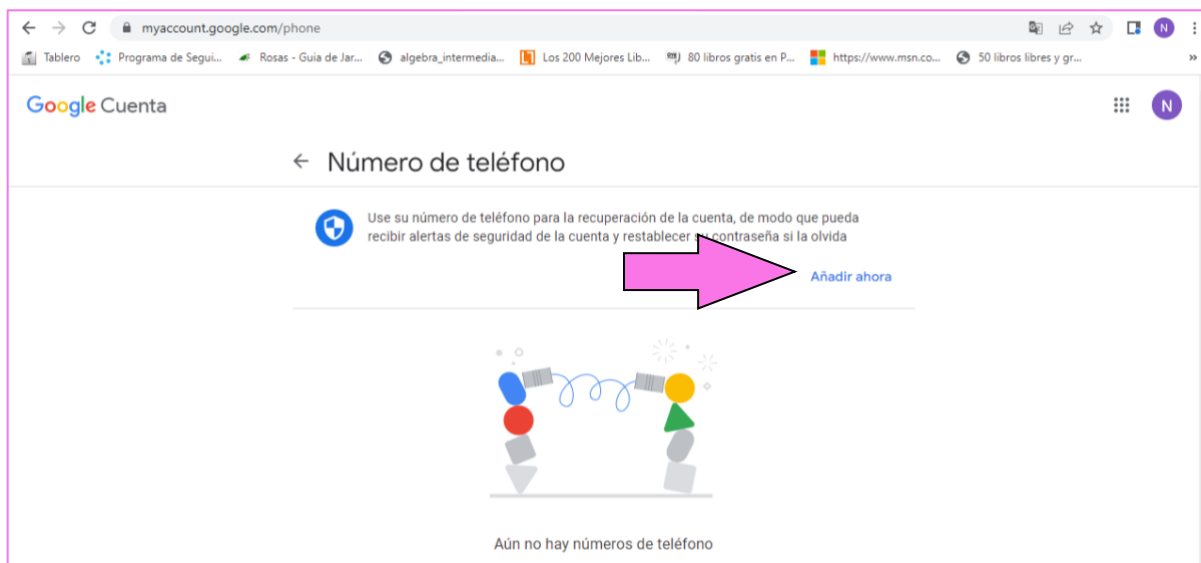 myaccount.google.com/phone
Tablero Programa de Segui... Rosas - Guia de Jar... algebra_intermedia... Los 200 Mejores Lib... 80 libros gratis en P... https://www.msn.co... 50 libros libres y gr... »
Google Cuenta
N
Número de teléfono
Use su número de teléfono para la recuperación de la cuenta, de modo que pueda
recibir alertas de seguridad de la cuenta y restablecer su contraseña si la olvida
Añadir ahora
Aún no hay números de teléfono